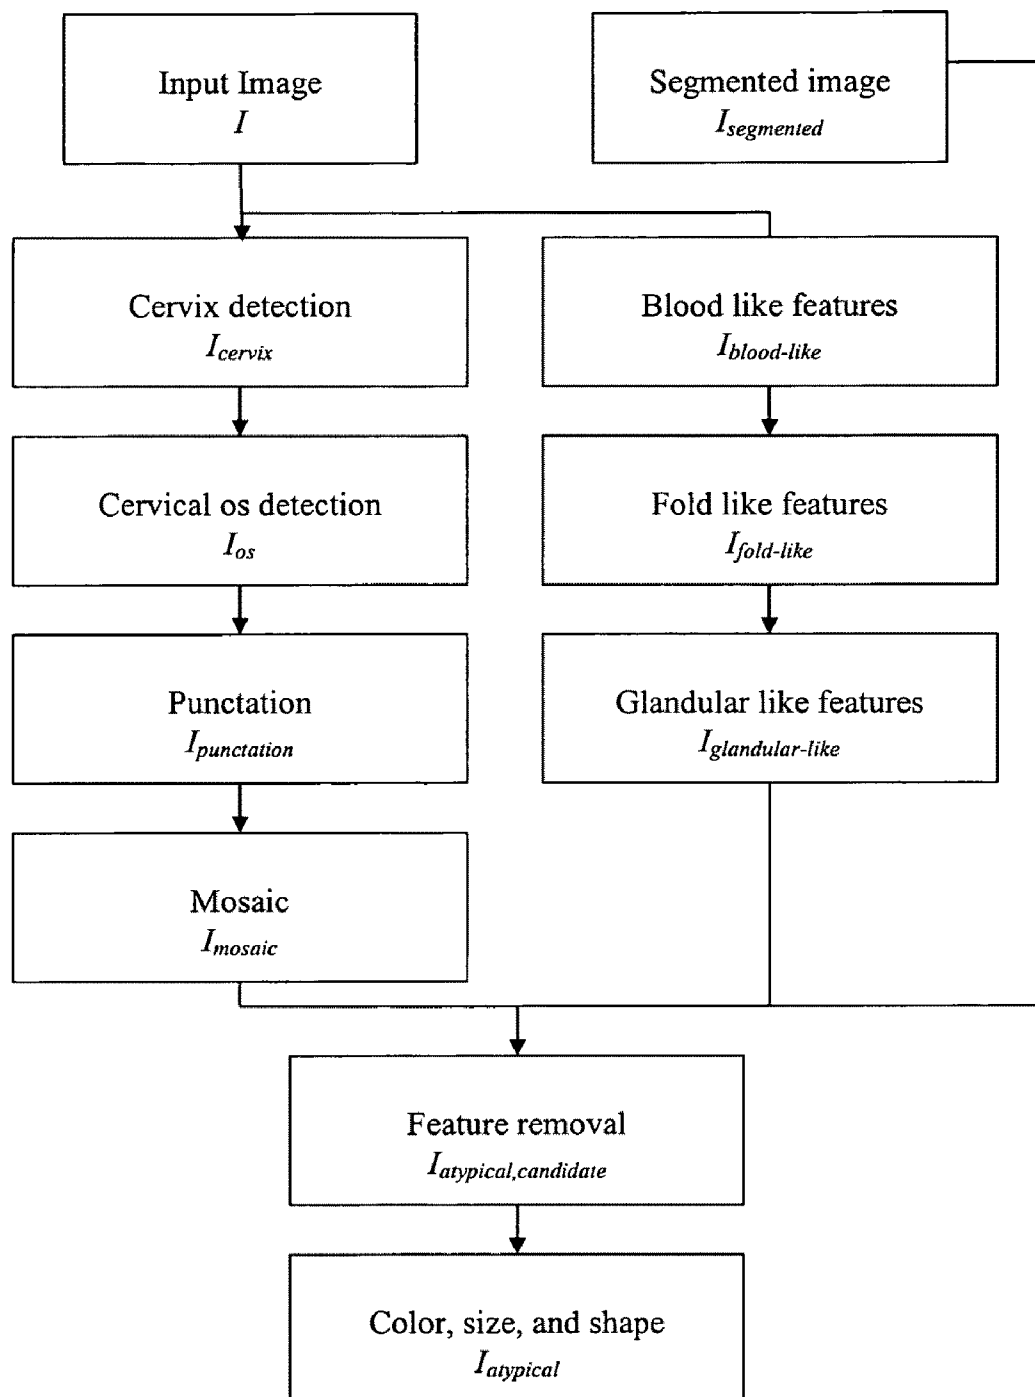 Input Image
I
Segmented image
I_segmented
Cervix detection
I_cervix
Blood like features
I_blood-like
Cervical os detection
I_os
Fold like features
I_fold-like
Punctation
I_punctation
Glandular like features
I_glandular-like
Mosaic
I_mosaic
Feature removal
I_atypical,candidate
Color, size, and shape
I_atypical